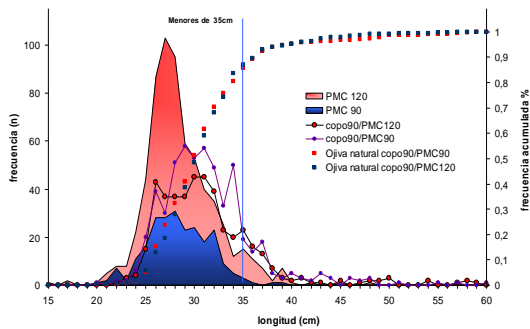 Menores de 35cm
100
80
60
40
20
0
1
0,9
0,8
0,7
0,6
0,5
0,4
0,3
0,2
0,1
0
frecuencia (n)
frecuencia acumulada %
PMC 120
PMC 90
copo90/PMC120
copo90/PMC90
Ojiva natural copo90/PMC90
Ojiva natural copo90/PMC120
15 20 25 30 35 40 45 50 55 60
longitud (cm)